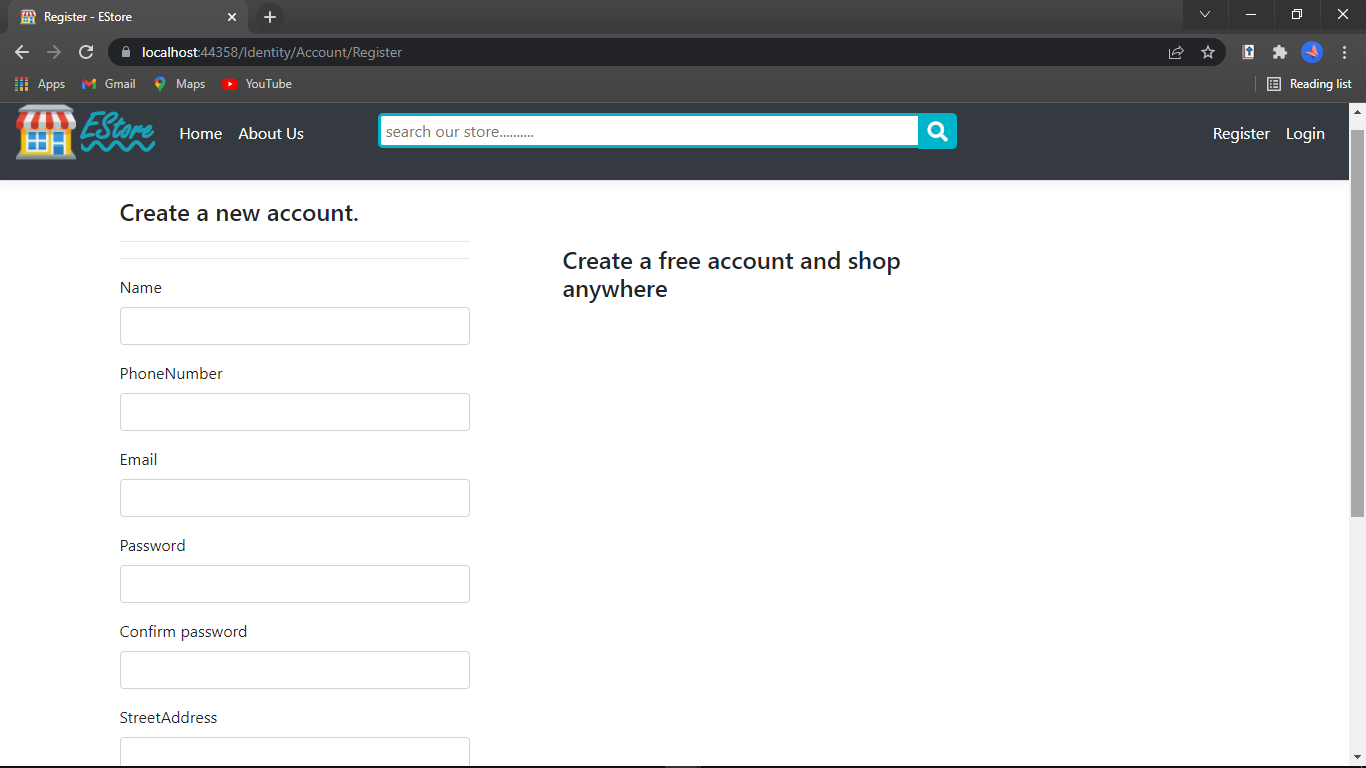 Register - EStore
localhost:44358/Identity/Account/Register
Apps Gmail Maps YouTube Reading list
EStore Home About Us search our store.......... Register Login
Create a new account.
Create a free account and shop
anywhere
Name
PhoneNumber
Email
Password
Confirm password
StreetAddress